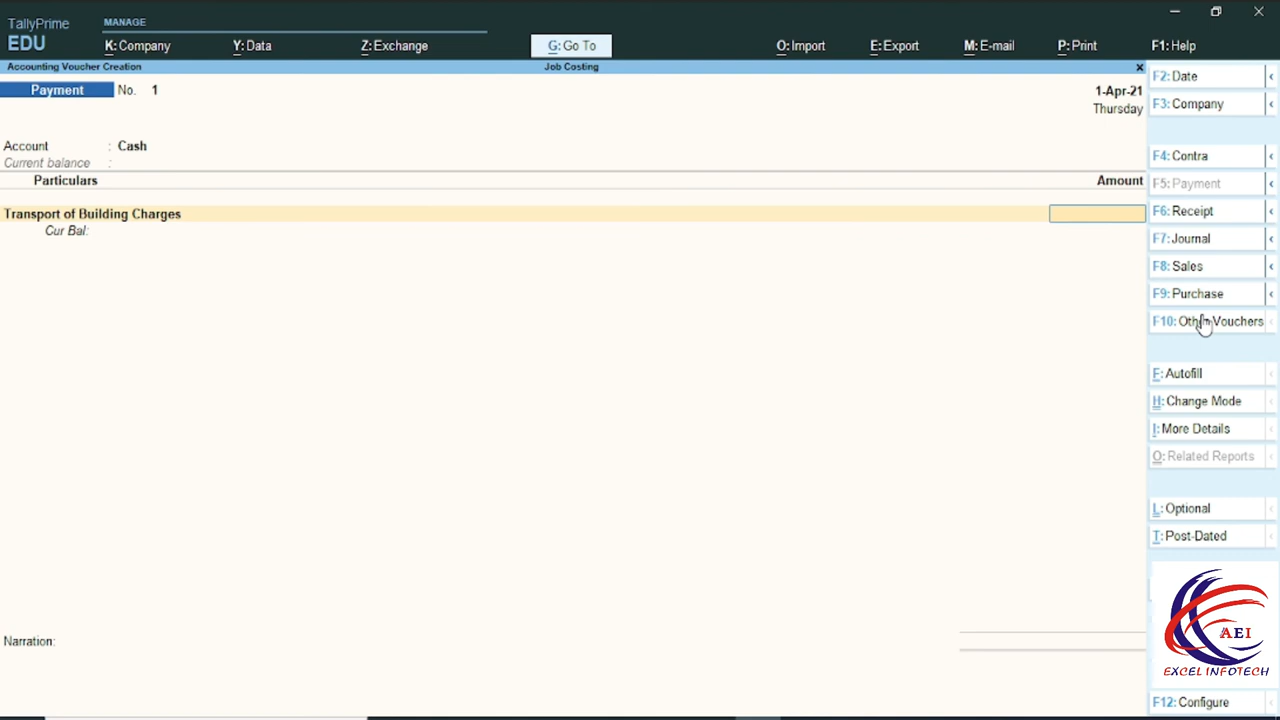 TallyPrime
EDU
MANAGE
K: Company
Y: Data
Z: Exchange
G: Go To
O: Import
E: Export
M: E-mail
P: Print
F1: Help
Accounting Voucher Creation
Job Costing
x
Payment No. 1
1-Apr-21
Thursday
Account : Cash
Current balance :
Particulars
Amount
Transport of Building Charges
Cur Bal:
Narration:
F2: Date
F3: Company
F4: Contra
F5: Payment
F6: Receipt
F7: Journal
F8: Sales
F9: Purchase
F10: Other Vouchers
F: Autofill
H: Change Mode
I: More Details
O: Related Reports
L: Optional
T: Post-Dated
AEI
EXCEL INFOTECH
F12: Configure